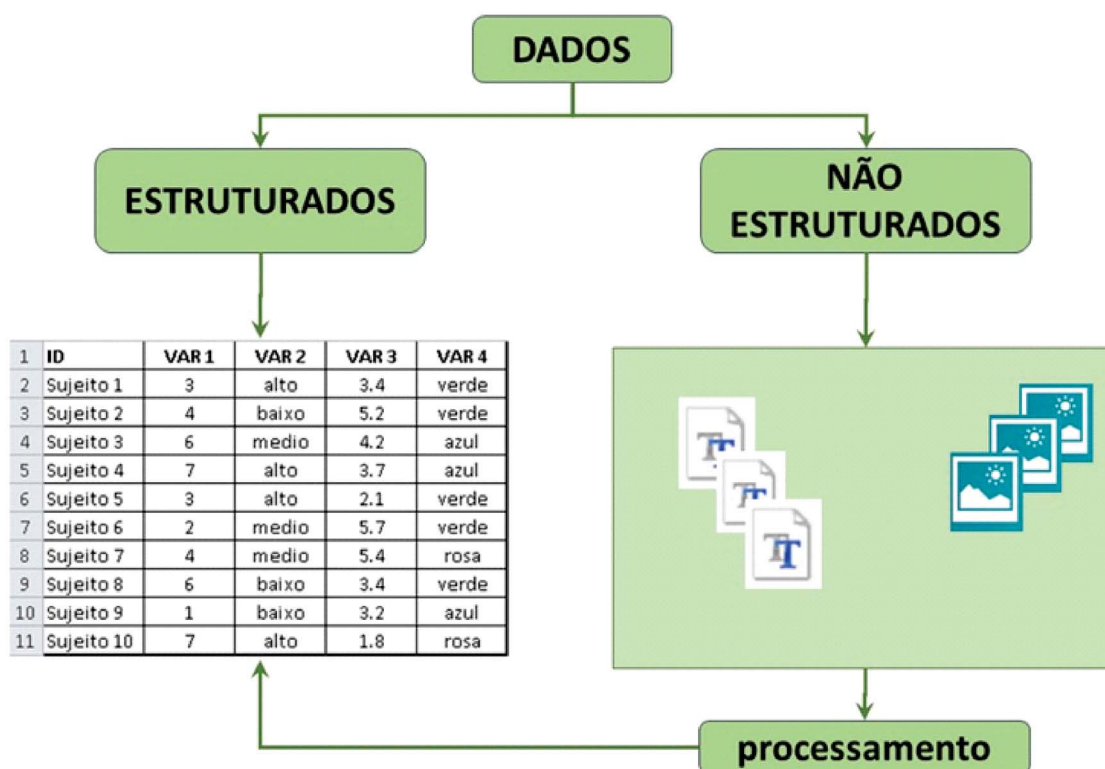 DADOS
ESTRUTURADOS
NÃO
ESTRUTURADOS
1 ID VAR 1 VAR 2 VAR 3 VAR 4
2 Sujeito 1 3 alto 3.4 verde
3 Sujeito 2 4 baixo 5.2 verde
4 Sujeito 3 6 medio 4.2 azul
5 Sujeito 4 7 alto 3.7 azul
6 Sujeito 5 3 alto 2.1 verde
7 Sujeito 6 2 medio 5.7 verde
8 Sujeito 7 4 medio 5.4 rosa
9 Sujeito 8 6 baixo 3.4 verde
10 Sujeito 9 1 baixo 3.2 azul
11 Sujeito 10 7 alto 1.8 rosa
TT
TT
TT
processamento